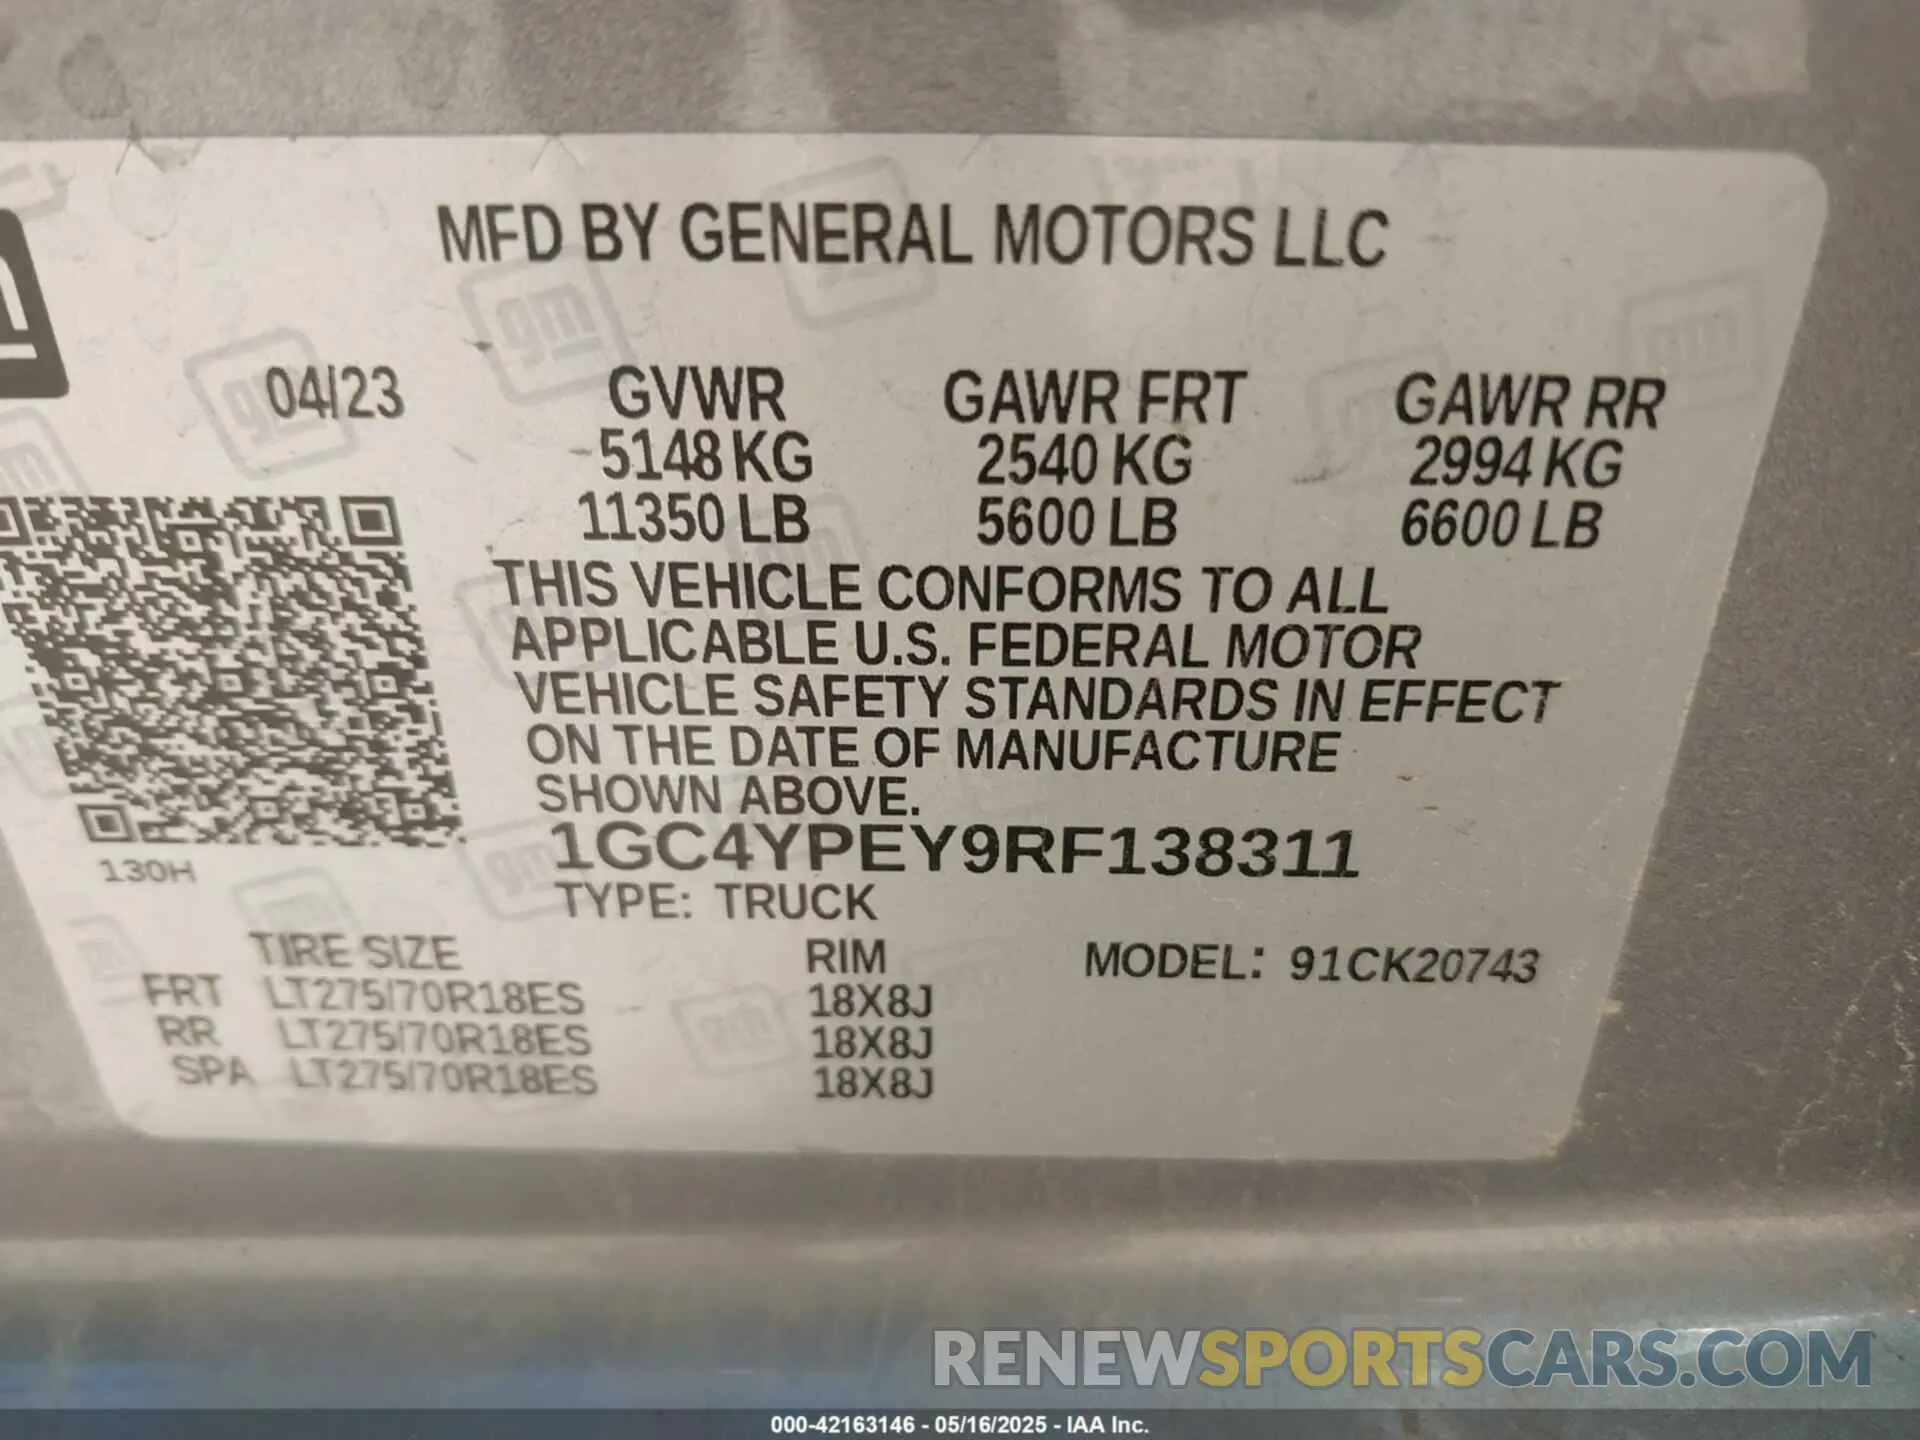 MFD BY GENERAL MOTORS LLC
04/23 GVWR GAWR FRT GAWR RR
5148 KG 2540 KG 2994 KG
11350 LB 5600 LB 6600 LB
THIS VEHICLE CONFORMS TO ALL
APPLICABLE U.S. FEDERAL MOTOR
VEHICLE SAFETY STANDARDS IN EFFECT
ON THE DATE OF MANUFACTURE
SHOWN ABOVE.
1GC4YPEY9RF138311
130H
TYPE: TRUCK
TIRE SIZE RIM MODEL: 91CK20743
FRT LT275/70R18ES 18X8J
RR LT275/70R18ES 18X8J
SPA LT275/70R18ES 18X8J
RENEWSPORTSCARS.COM
000-42163146 - 05/16/2025 - IAA Inc.